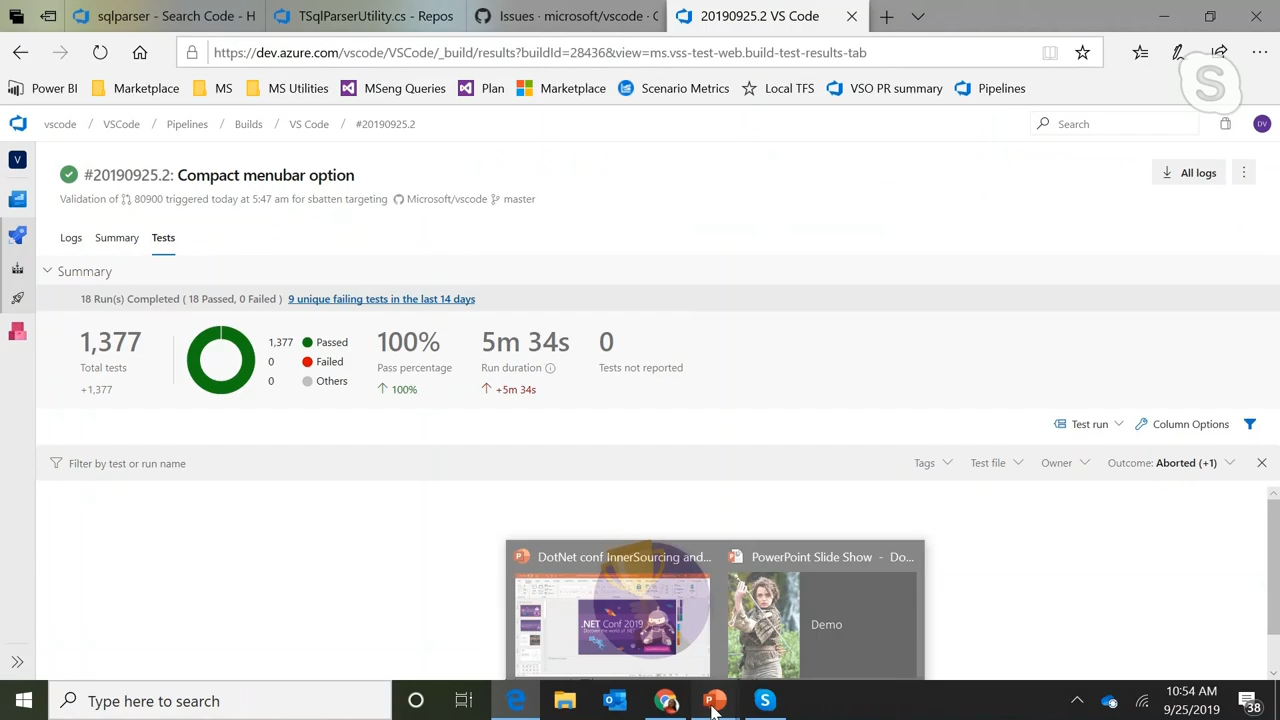 sqlparser - Search Code - H
TSqlParserUtility.cs - Repos
Issues · microsoft/vscode · G
20190925.2 VS Code
https://dev.azure.com/vscode/VSCode/_build/results?buildId=28436&view=ms.vss-test-web.build-test-results-tab
Power BI
Marketplace
MS
MS Utilities
MSeng Queries
Plan
Marketplace
Scenario Metrics
Local TFS
VSO PR summary
Pipelines
vscode / VSCode / Pipelines / Builds / VS Code / #20190925.2
Search
DV
V
#20190925.2: Compact menubar option
All logs
Validation of 80900 triggered today at 5:47 am for sbatten targeting Microsoft/vscode master
Logs
Summary
Tests
Summary
18 Run(s) Completed ( 18 Passed, 0 Failed ) 9 unique failing tests in the last 14 days
1,377
Total tests
+1,377
1,377 Passed
0 Failed
0 Others
100%
Pass percentage
100%
5m 34s
Run duration
+5m 34s
0
Tests not reported
Test run
Column Options
Filter by test or run name
Tags
Test file
Owner
Outcome: Aborted (+1)
DotNet conf InnerSourcing and...
PowerPoint Slide Show - Do...
.NET Conf 2019
Discover the world of .NET
Demo
Type here to search
10:54 AM
9/25/2019
38